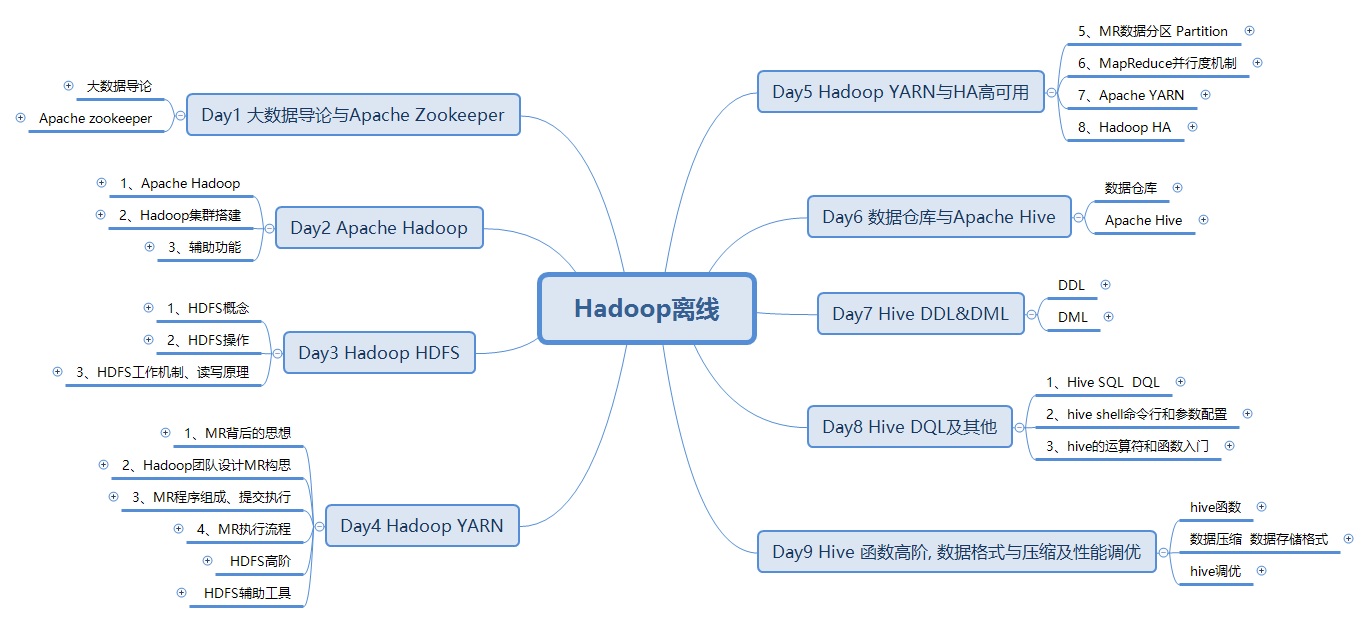 Hadoop离线
Day1 大数据导论与Apache Zookeeper
大数据导论
Apache zookeeper
Day2 Apache Hadoop
1、Apache Hadoop
2、Hadoop集群搭建
3、辅助功能
Day3 Hadoop HDFS
1、HDFS概念
2、HDFS操作
3、HDFS工作机制、读写原理
Day4 Hadoop YARN
1、MR背后的思想
2、Hadoop团队设计MR构思
3、MR程序组成、提交执行
4、MR执行流程
HDFS高阶
HDFS辅助工具
Day5 Hadoop YARN与HA高可用
5、MR数据分区 Partition
6、MapReduce并行度机制
7、Apache YARN
8、Hadoop HA
Day6 数据仓库与Apache Hive
数据仓库
Apache Hive
Day7 Hive DDL&DML
DDL
DML
Day8 Hive DQL及其他
1、Hive SQL  DQL
2、hive shell命令行和参数配置
3、hive的运算符和函数入门
Day9 Hive 函数高阶, 数据格式与压缩及性能调优
hive函数
数据压缩  数据存储格式
hive调优